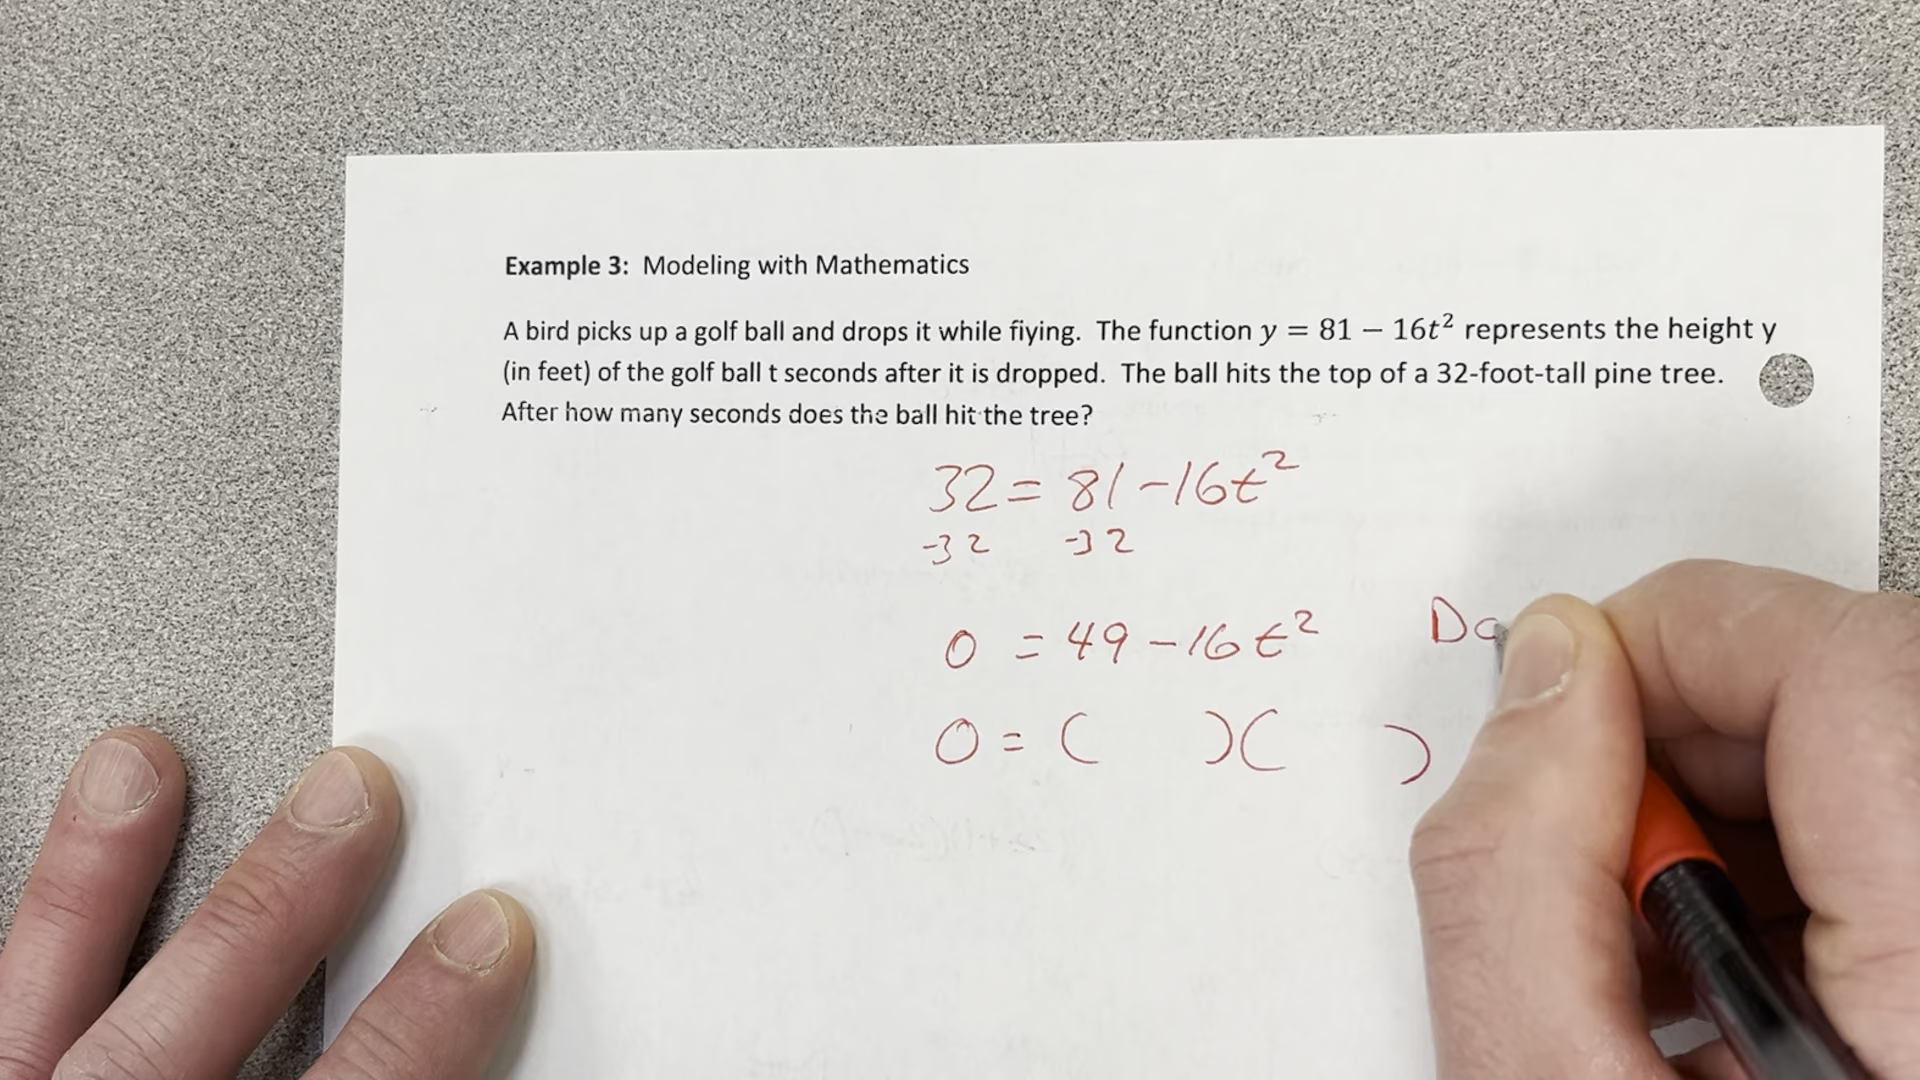 Example 3: Modeling with Mathematics
A bird picks up a golf ball and drops it while flying. The function y = 81 − 16t² represents the height y
(in feet) of the golf ball t seconds after it is dropped. The ball hits the top of a 32-foot-tall pine tree.
After how many seconds does the ball hit the tree?
32 = 81 - 16t²
-32 -32
0 = 49 - 16t²
0 = ( )( )